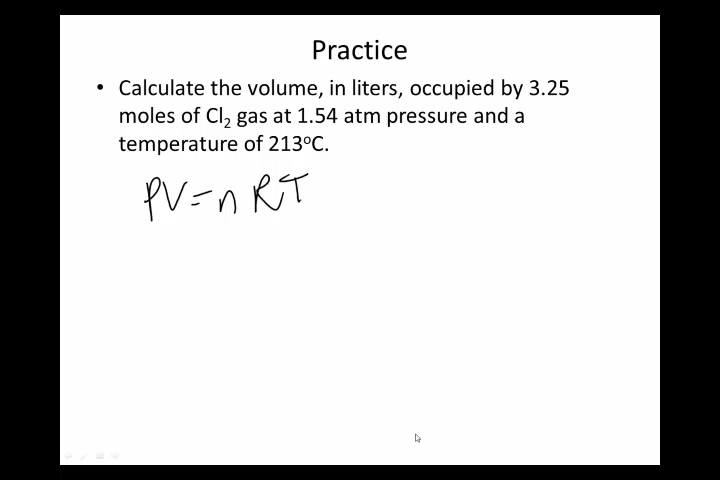 Practice
• Calculate the volume, in liters, occupied by 3.25
moles of Cl₂ gas at 1.54 atm pressure and a
temperature of 213ºC.
PV=nRT